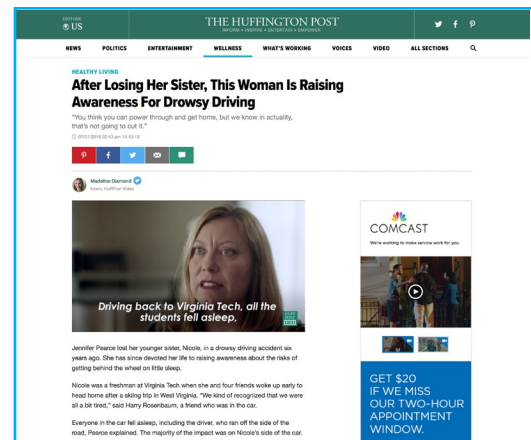 EDITION
US
THE HUFFINGTON POST
INFORM • INSPIRE • ENTERTAIN • EMPOWER
NEWS POLITICS ENTERTAINMENT WELLNESS WHAT'S WORKING VOICES VIDEO ALL SECTIONS
HEALTHY LIVING
After Losing Her Sister, This Woman Is Raising
Awareness For Drowsy Driving
"You think you can power through and get home, but we know in actuality,
that's not going to cut it."
Madeline Diamond
Intern, HuffPost Video
Driving back to Virginia Tech, all the
students fell asleep,
Jennifer Pearce lost her younger sister, Nicole, in a drowsy driving accident six
years ago. She has since devoted her life to raising awareness about the risks of
getting behind the wheel on little sleep.
Nicole was a freshman at Virginia Tech when she and four friends woke up early to
head home after a skiing trip in West Virginia. "We kind of recognized that we were
all a bit tired," said Harry Rosenbaum, a friend who was in the car.
Everyone in the car fell asleep, including the driver, who ran off the side of the
road, Pearce explained. The majority of the impact was on Nicole's side of the car.
COMCAST
We're working to make service work for you.
GET $20
IF WE MISS
OUR TWO-HOUR
APPOINTMENT
WINDOW.